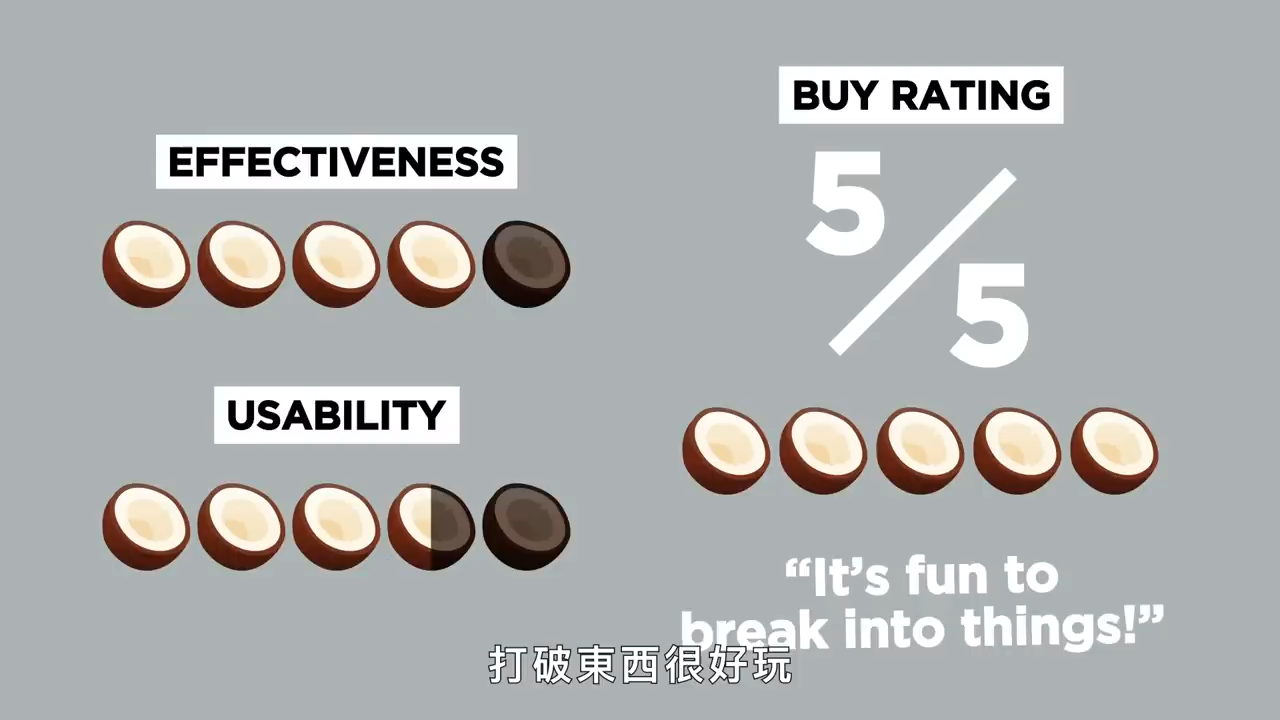 EFFECTIVENESS
USABILITY
BUY RATING
5/5
“It’s fun to
break into things!”
打破東西很好玩